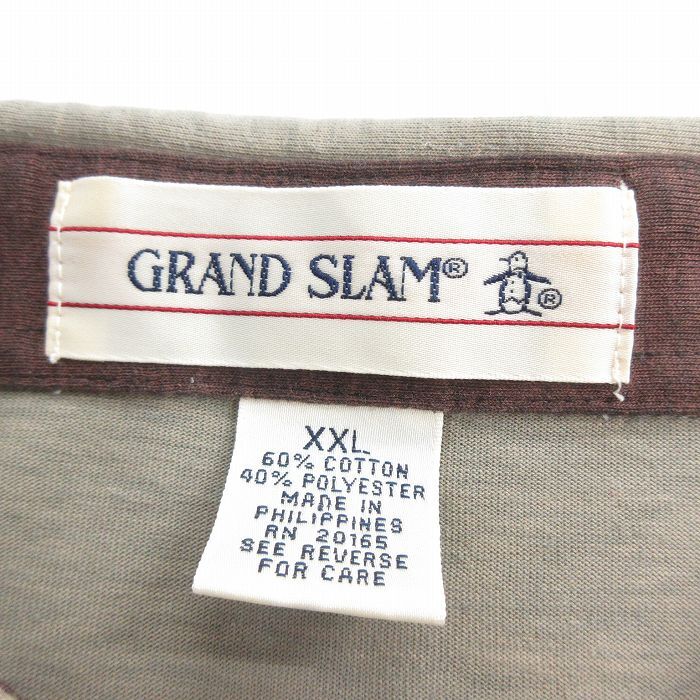 GRAND SLAM® ®
XXL
60% COTTON
40% POLYESTER
MADE IN
PHILIPPINES
RN 20165
SEE REVERSE
FOR CARE